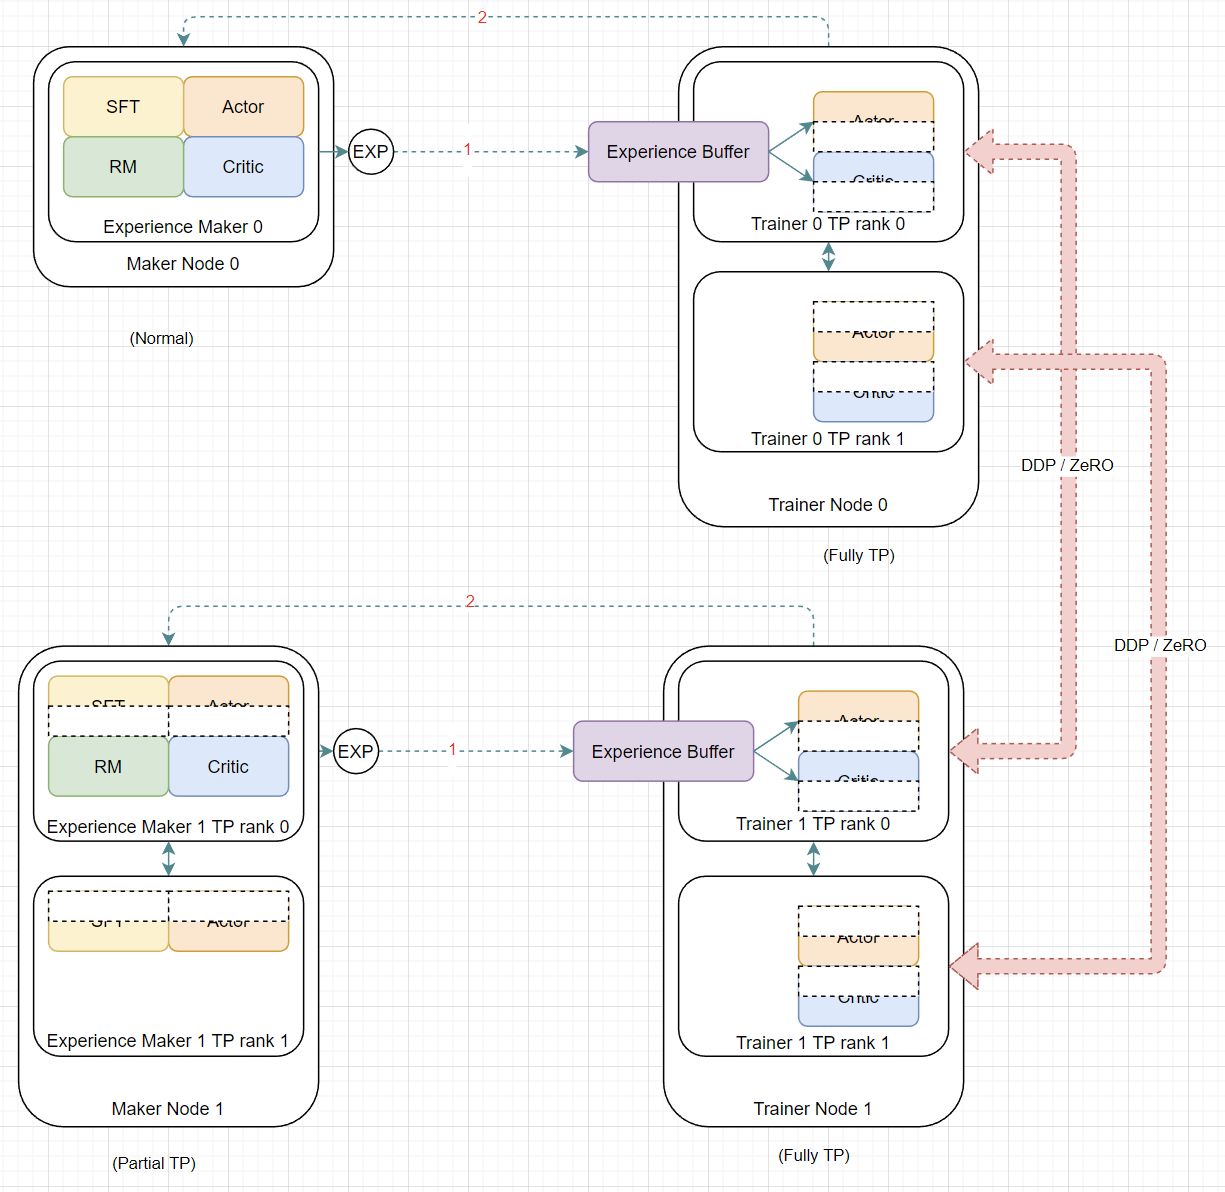 2
SFT
Actor
RM
Critic
Experience Maker 0
Maker Node 0
(Normal)
EXP
1
Experience Buffer
Actor
Critic
Trainer 0 TP rank 0
Actor
Critic
Trainer 0 TP rank 1
Trainer Node 0
(Fully TP)
DDP / ZeRO
DDP / ZeRO
2
SFT
Actor
RM
Critic
Experience Maker 1 TP rank 0
SFT
Actor
Experience Maker 1 TP rank 1
Maker Node 1
(Partial TP)
EXP
1
Experience Buffer
Actor
Critic
Trainer 1 TP rank 0
Actor
Critic
Trainer 1 TP rank 1
Trainer Node 1
(Fully TP)